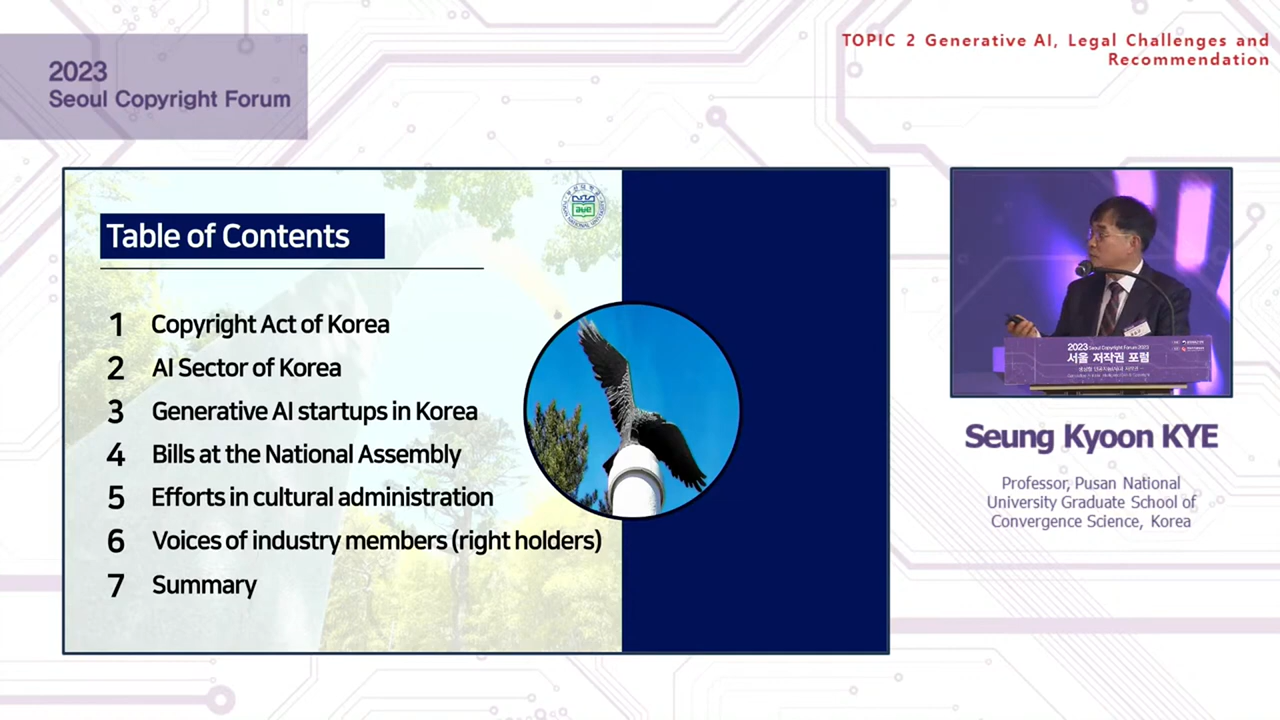 TOPIC 2 Generative AI, Legal Challenges and
Recommendation
2023
Seoul Copyright Forum
Table of Contents
1 Copyright Act of Korea
2 AI Sector of Korea
3 Generative AI startups in Korea
4 Bills at the National Assembly
5 Efforts in cultural administration
6 Voices of industry members (right holders)
7 Summary
2023 Seoul Copyright Forum 2023
서울 저작권 포럼
Seung Kyoon KYE
Professor, Pusan National
University Graduate School of
Convergence Science, Korea